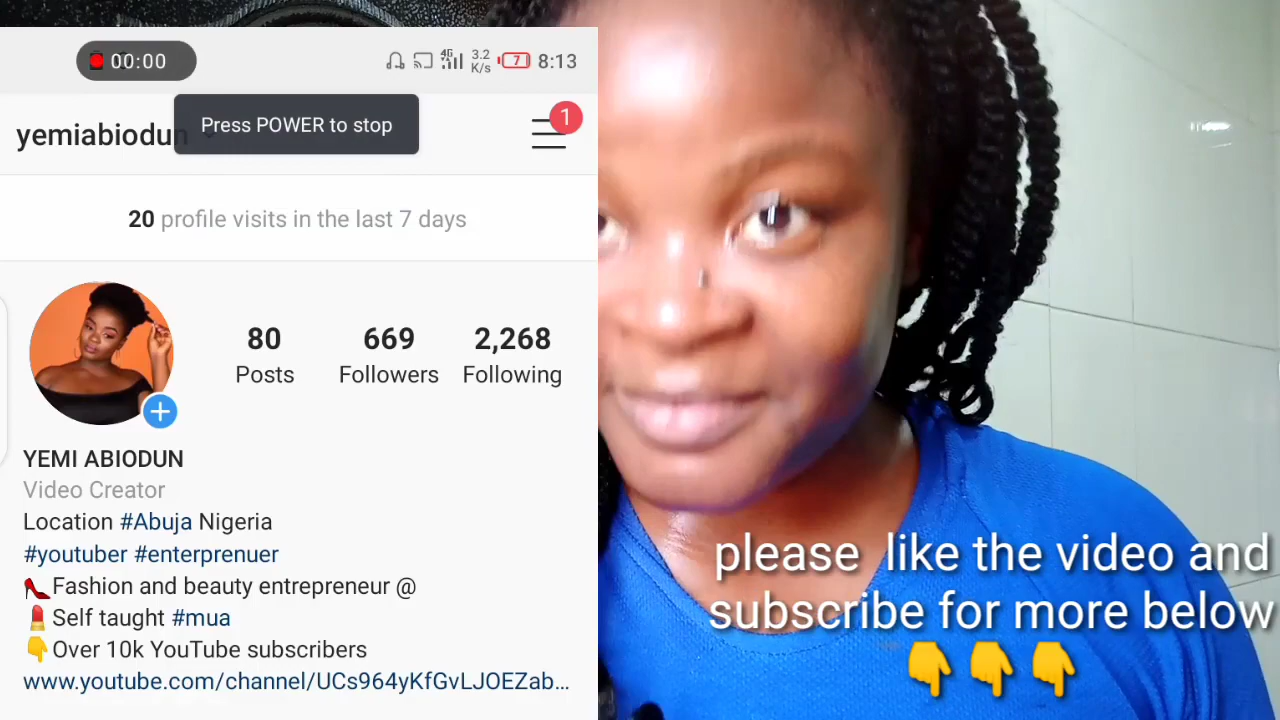 00:00
4G
3.2
K/s
7
8:13
Press POWER to stop
yemiabiodun
1
20 profile visits in the last 7 days
80
Posts
669
Followers
2,268
Following
YEMI ABIODUN
Video Creator
Location #Abuja Nigeria
#youtuber #enterprenuer
👠Fashion and beauty entrepreneur @
💄Self taught #mua
👇Over 10k YouTube subscribers
www.youtube.com/channel/UCs964yKfGvLJOEZab...
please like the video and
subscribe for more below
👇👇👇